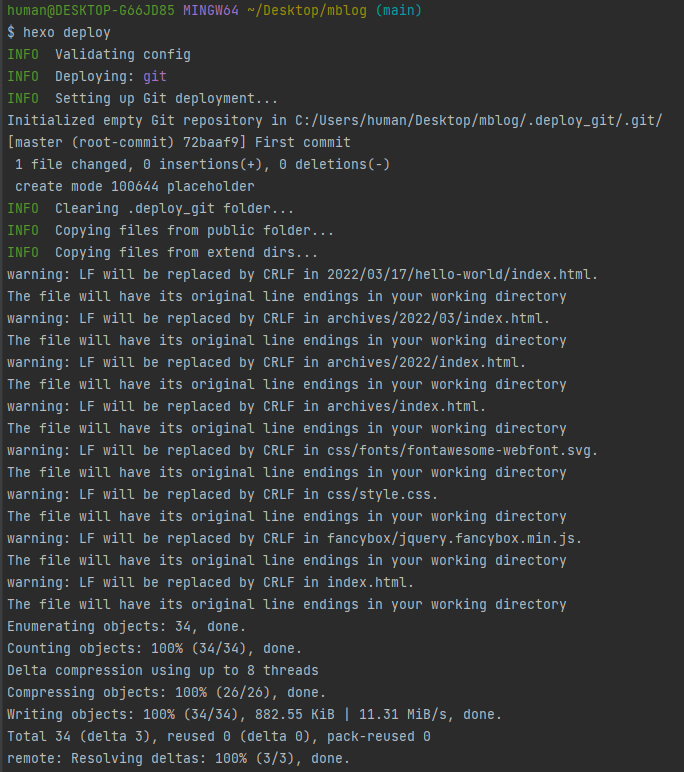 human@DESKTOP-G66JD85 MINGW64 ~/Desktop/mblog (main)
$ hexo deploy
INFO  Validating config
INFO  Deploying: git
INFO  Setting up Git deployment...
Initialized empty Git repository in C:/Users/human/Desktop/mblog/.deploy_git/.git/
[master (root-commit) 72baaf9] First commit
 1 file changed, 0 insertions(+), 0 deletions(-)
 create mode 100644 placeholder
INFO  Clearing .deploy_git folder...
INFO  Copying files from public folder...
INFO  Copying files from extend dirs...
warning: LF will be replaced by CRLF in 2022/03/17/hello-world/index.html.
The file will have its original line endings in your working directory
warning: LF will be replaced by CRLF in archives/2022/03/index.html.
The file will have its original line endings in your working directory
warning: LF will be replaced by CRLF in archives/2022/index.html.
The file will have its original line endings in your working directory
warning: LF will be replaced by CRLF in archives/index.html.
The file will have its original line endings in your working directory
warning: LF will be replaced by CRLF in css/fonts/fontawesome-webfont.svg.
The file will have its original line endings in your working directory
warning: LF will be replaced by CRLF in css/style.css.
The file will have its original line endings in your working directory
warning: LF will be replaced by CRLF in fancybox/jquery.fancybox.min.js.
The file will have its original line endings in your working directory
warning: LF will be replaced by CRLF in index.html.
The file will have its original line endings in your working directory
Enumerating objects: 34, done.
Counting objects: 100% (34/34), done.
Delta compression using up to 8 threads
Compressing objects: 100% (26/26), done.
Writing objects: 100% (34/34), 882.55 KiB | 11.31 MiB/s, done.
Total 34 (delta 3), reused 0 (delta 0), pack-reused 0
remote: Resolving deltas: 100% (3/3), done.